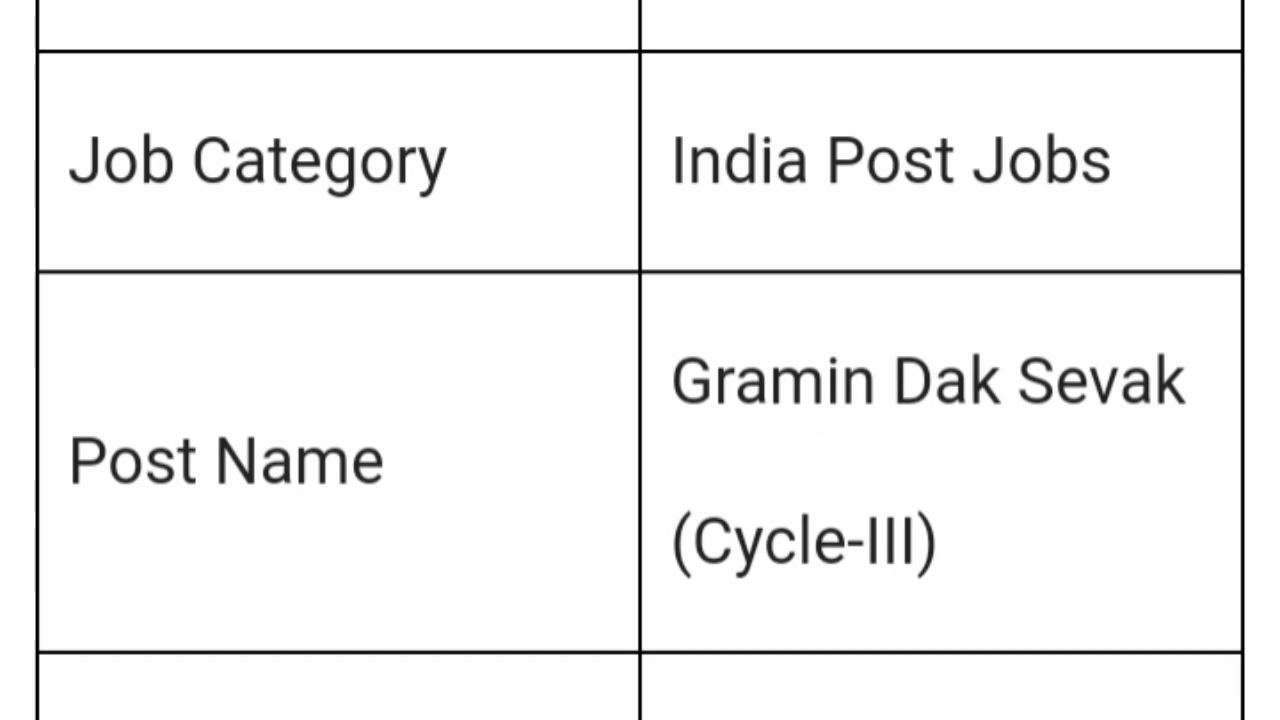 Job Category
India Post Jobs
Post Name
Gramin Dak Sevak
(Cycle-III)